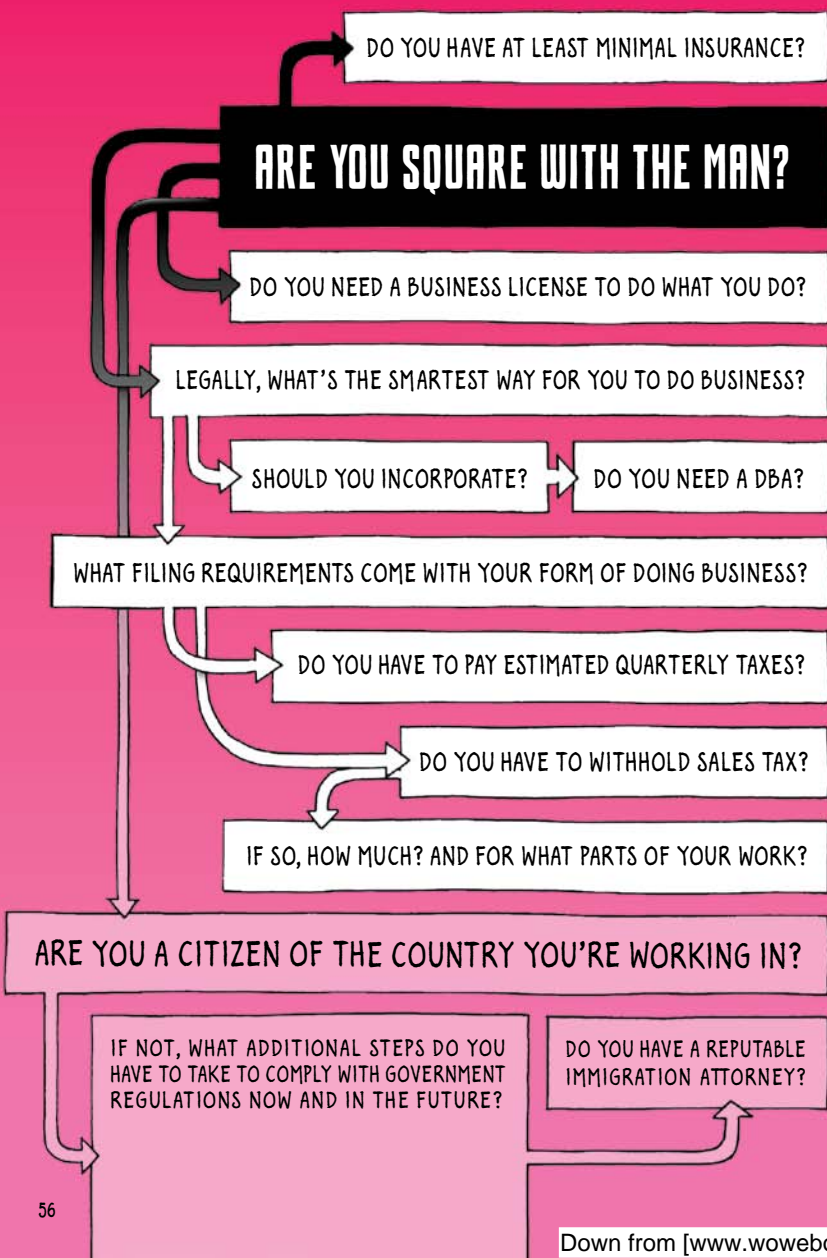 DO YOU HAVE AT LEAST MINIMAL INSURANCE?
ARE YOU SQUARE WITH THE MAN?
DO YOU NEED A BUSINESS LICENSE TO DO WHAT YOU DO?
LEGALLY, WHAT'S THE SMARTEST WAY FOR YOU TO DO BUSINESS?
SHOULD YOU INCORPORATE?
DO YOU NEED A DBA?
WHAT FILING REQUIREMENTS COME WITH YOUR FORM OF DOING BUSINESS?
DO YOU HAVE TO PAY ESTIMATED QUARTERLY TAXES?
DO YOU HAVE TO WITHHOLD SALES TAX?
IF SO, HOW MUCH? AND FOR WHAT PARTS OF YOUR WORK?
ARE YOU A CITIZEN OF THE COUNTRY YOU'RE WORKING IN?
IF NOT, WHAT ADDITIONAL STEPS DO YOU
HAVE TO TAKE TO COMPLY WITH GOVERNMENT
REGULATIONS NOW AND IN THE FUTURE?
DO YOU HAVE A REPUTABLE
IMMIGRATION ATTORNEY?
56
Down from